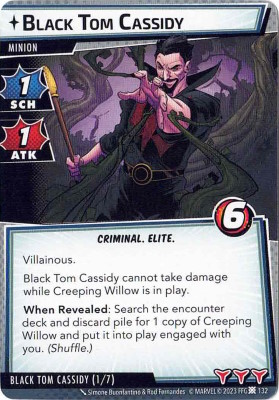 BLACK TOM CASSIDY
MINION
1
SCH
1
ATK
6
CRIMINAL. ELITE.
Villainous.
Black Tom Cassidy cannot take damage
while Creeping Willow is in play.
When Revealed: Search the encounter
deck and discard pile for 1 copy of Creeping
Willow and put it into play engaged with
you. (Shuffle.)
BLACK TOM CASSIDY (1/7)
Simone Buonfantino & Rod Fernandes © MARVEL © 2023 FFG 132